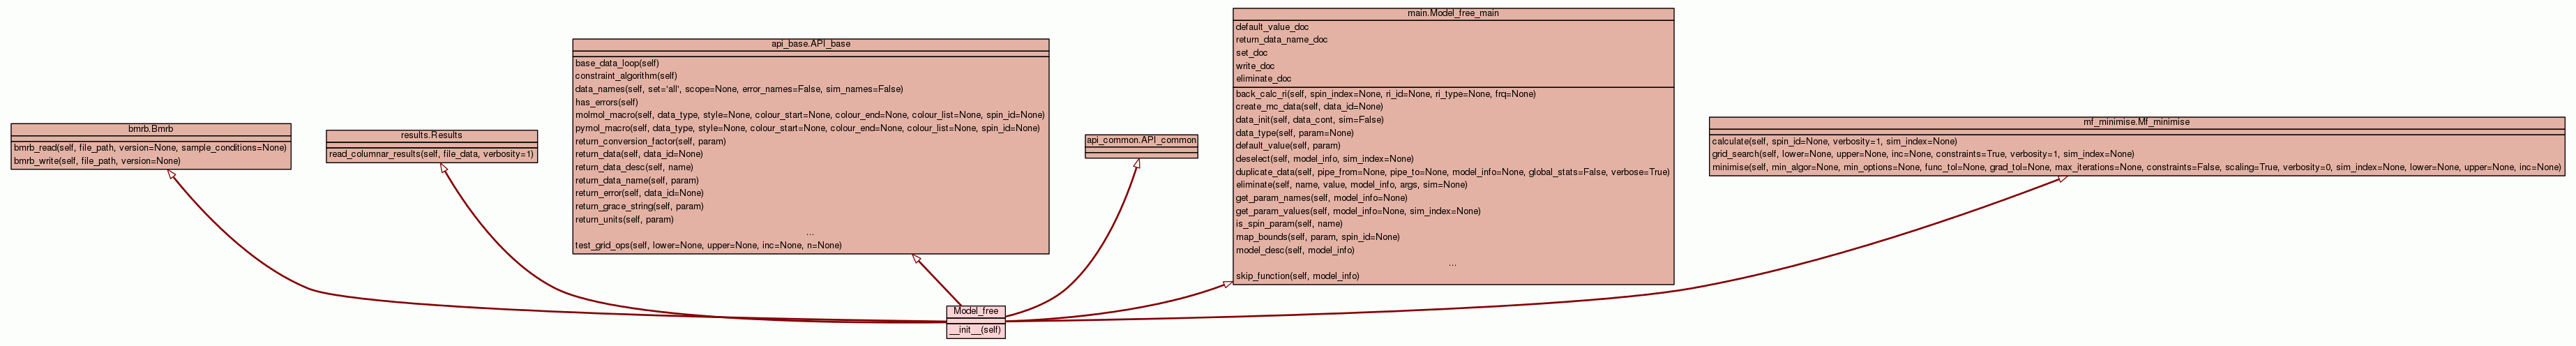 bmrb.Bmrb
bmrb_read(self, file_path, version=None, sample_conditions=None)
bmrb_write(self, file_path, version=None)
results.Results
read_columnar_results(self, file_data, verbosity=1)
api_base.API_base
base_data_loop(self)
constraint_algorithm(self)
data_names(self, set='all', scope=None, error_names=False, sim_names=False)
has_errors(self)
molmol_macro(self, data_type, style=None, colour_start=None, colour_end=None, colour_list=None, spin_id=None)
pymol_macro(self, data_type, style=None, colour_start=None, colour_end=None, colour_list=None, spin_id=None)
return_conversion_factor(self, param)
return_data(self, data_id=None)
return_data_desc(self, name)
return_data_name(self, param)
return_error(self, data_id=None)
return_grace_string(self, param)
return_units(self, param)
...
test_grid_ops(self, lower=None, upper=None, inc=None, n=None)
api_common.API_common
main.Model_free_main
default_value_doc
return_data_name_doc
set_doc
write_doc
eliminate_doc
back_calc_ri(self, spin_index=None, ri_id=None, ri_type=None, frq=None)
create_mc_data(self, data_id=None)
data_init(self, data_cont, sim=False)
data_type(self, param=None)
default_value(self, param)
deselect(self, model_info, sim_index=None)
duplicate_data(self, pipe_from=None, pipe_to=None, model_info=None, global_stats=False, verbose=True)
eliminate(self, name, value, model_info, args, sim=None)
get_param_names(self, model_info=None)
get_param_values(self, model_info=None, sim_index=None)
is_spin_param(self, name)
map_bounds(self, param, spin_id=None)
model_desc(self, model_info)
...
skip_function(self, model_info)
mf_minimise.Mf_minimise
calculate(self, spin_id=None, verbosity=1, sim_index=None)
grid_search(self, lower=None, upper=None, inc=None, constraints=True, verbosity=1, sim_index=None)
minimise(self, min_algor=None, min_options=None, func_tol=None, grad_tol=None, max_iterations=None, constraints=False, scaling=True, verbosity=0, sim_index=None, lower=None, upper=None, inc=None)
Model_free
__init__(self)